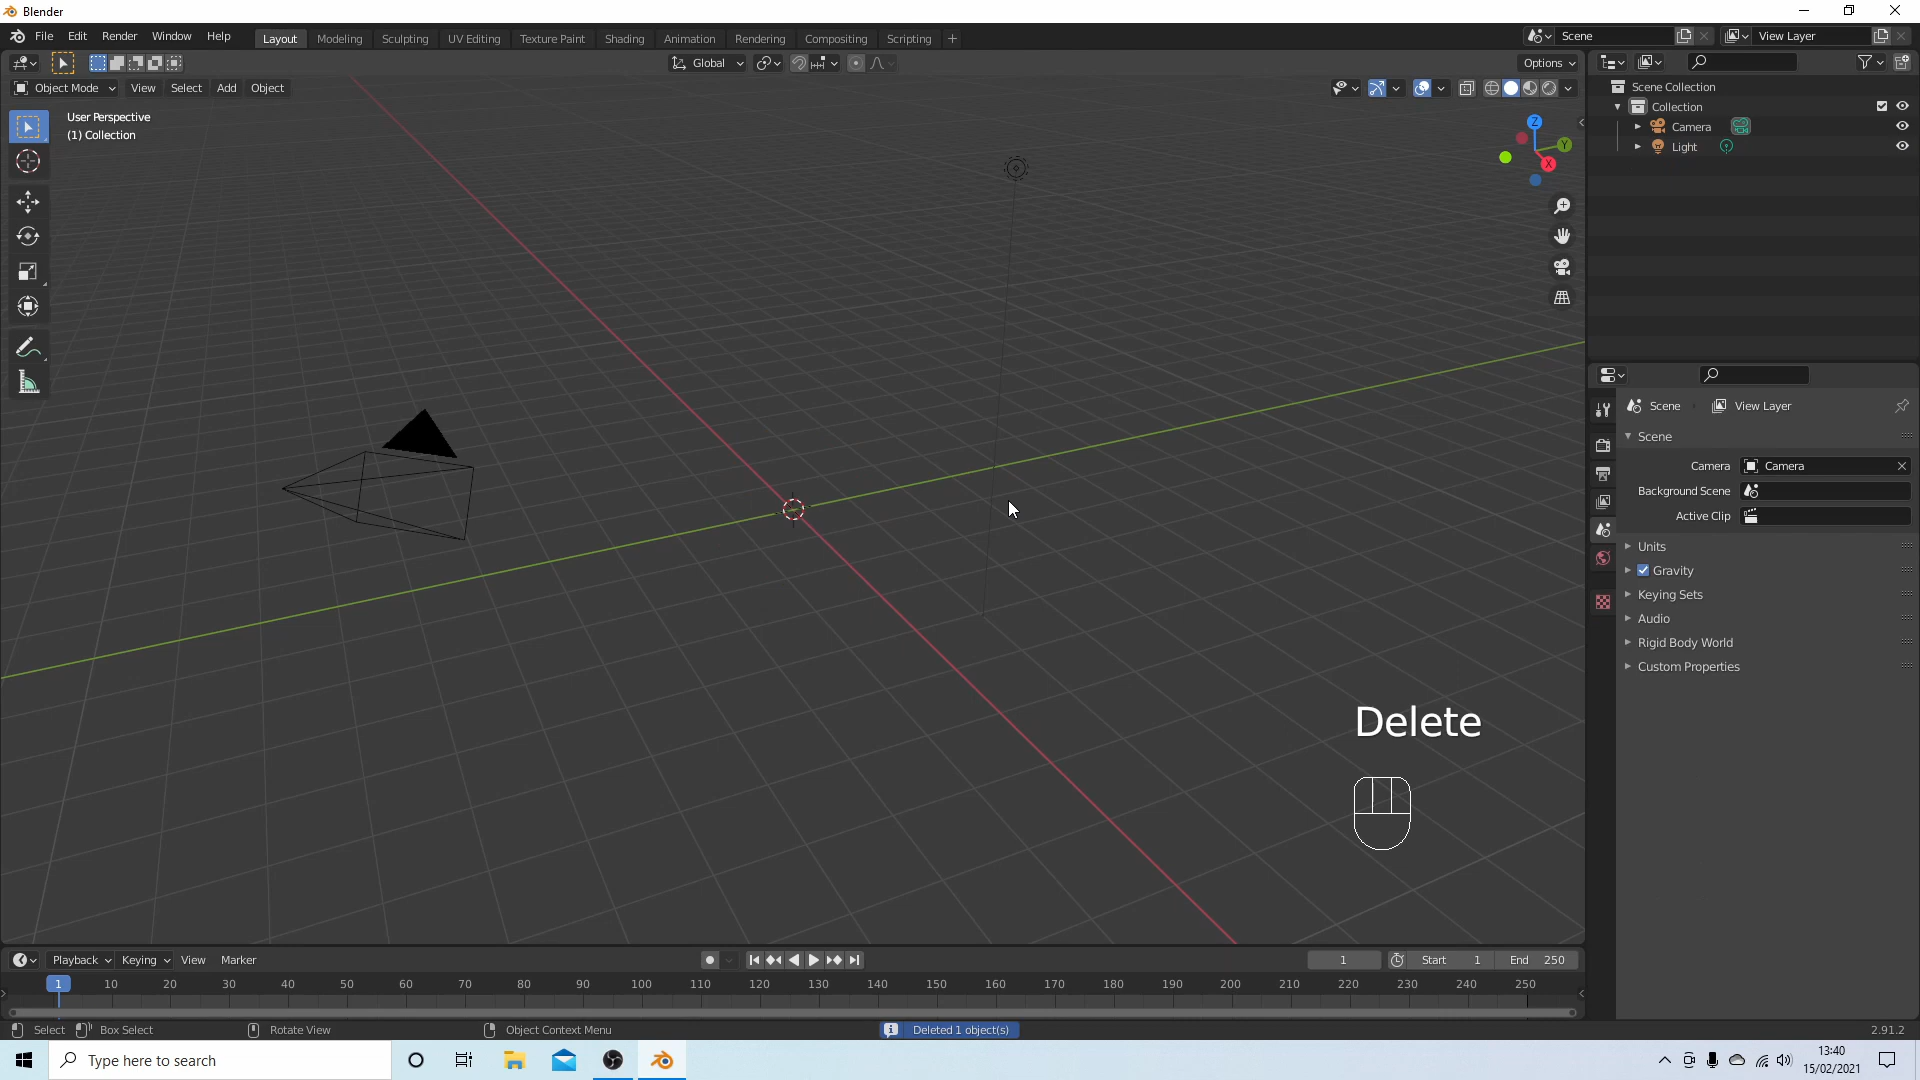 Blender
File Edit Render Window Help Layout Modeling Sculpting UV Editing Texture Paint Shading Animation Rendering Compositing Scripting + Scene View Layer
Global Options
Object Mode View Select Add Object
User Perspective
(1) Collection
Z
Y
X
Scene Collection
Collection
Camera
Light
Scene View Layer
Scene
Camera Camera
Background Scene
Active Clip
Units
Gravity
Keying Sets
Audio
Rigid Body World
Custom Properties
Delete
Playback Keying View Marker 1 Start 1 End 250
1 10 20 30 40 50 60 70 80 90 100 110 120 130 140 150 160 170 180 190 200 210 220 230 240 250
Select Box Select Rotate View Object Context Menu Deleted 1 object(s) 2.91.2
Type here to search
13:40
15/02/2021